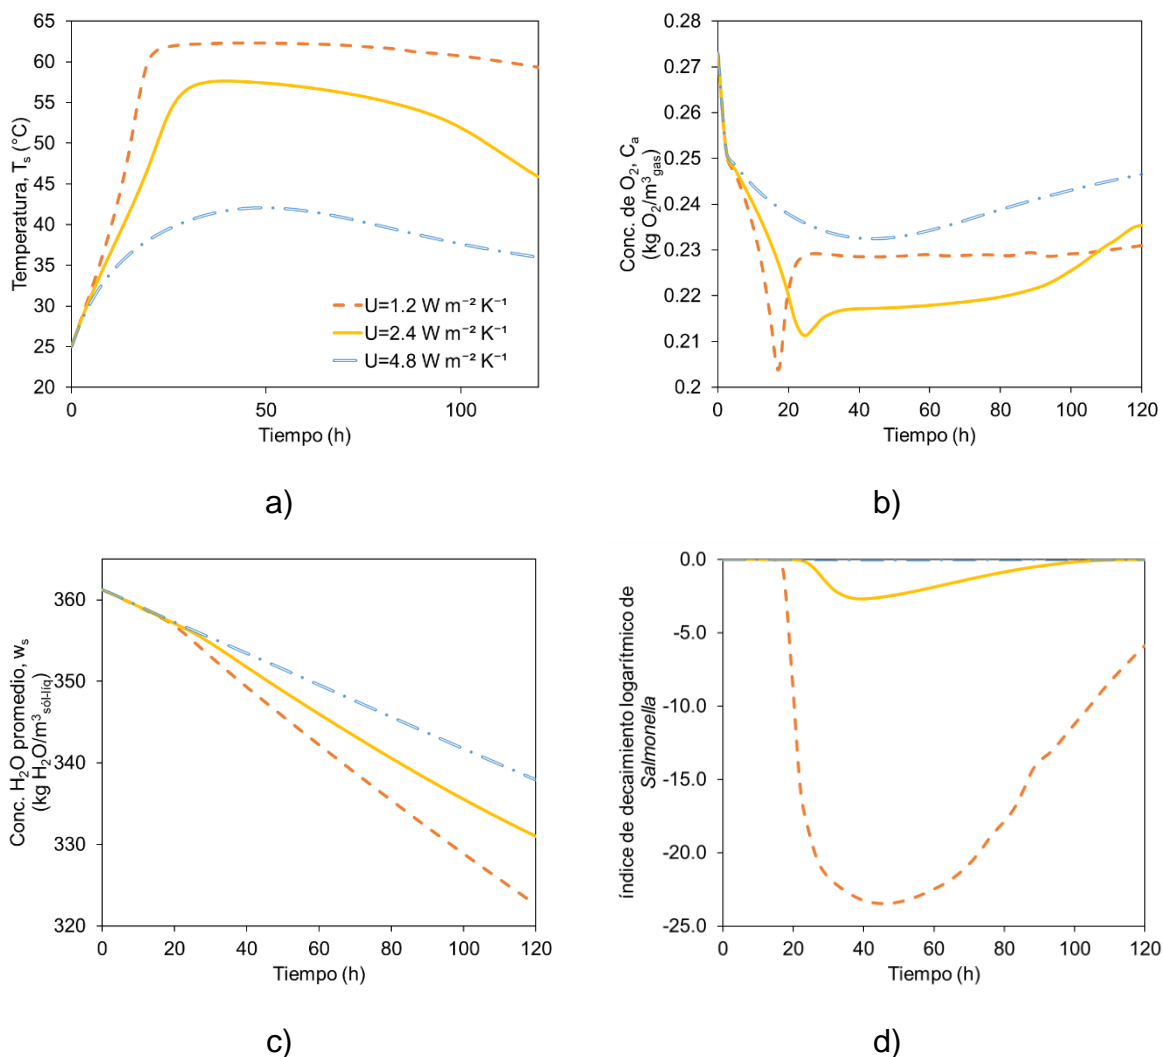 65
60
55
50
45
40
35
30
25
20
Temperatura, Tₛ (°C)
U=1.2 W m⁻² K⁻¹
U=2.4 W m⁻² K⁻¹
U=4.8 W m⁻² K⁻¹
0 50 100
Tiempo (h)
a)
0.28
0.27
0.26
0.25
0.24
0.23
0.22
0.21
0.2
Conc. de O₂, Cₐ
(kg O₂/m³gas)
0 20 40 60 80 100 120
Tiempo (h)
b)
360
350
340
330
320
Conc. H₂O promedio, wₛ
(kg H₂O/m³sól-líq)
0 20 40 60 80 100 120
Tiempo (h)
c)
0.0
-5.0
-10.0
-15.0
-20.0
-25.0
índice de decaimiento logarítmico de
Salmonella
0 20 40 60 80 100 120
Tiempo (h)
d)